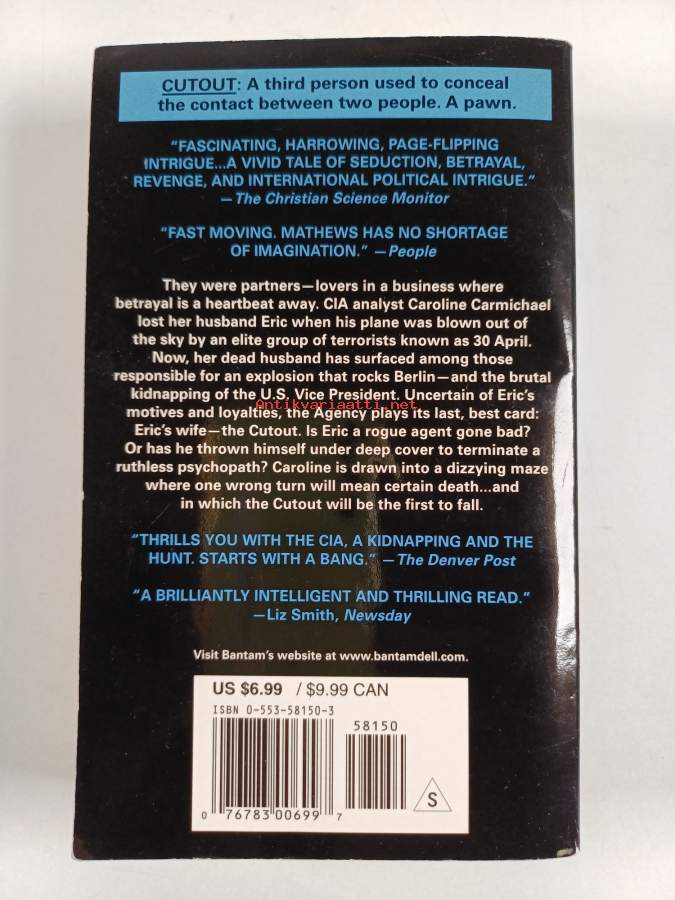 CUTOUT: A third person used to conceal
the contact between two people. A pawn.
"FASCINATING, HARROWING, PAGE-FLIPPING
INTRIGUE...A VIVID TALE OF SEDUCTION, BETRAYAL,
REVENGE, AND INTERNATIONAL POLITICAL INTRIGUE."
—The Christian Science Monitor
"FAST MOVING. MATHEWS HAS NO SHORTAGE
OF IMAGINATION." —People
They were partners—lovers in a business where
betrayal is a heartbeat away. CIA analyst Caroline Carmichael
lost her husband Eric when his plane was blown out of
the sky by an elite group of terrorists known as 30 April.
Now, her dead husband has surfaced among those
responsible for an explosion that rocks Berlin—and the brutal
kidnapping of the U.S. Vice President. Uncertain of Eric's
Antikvariaatti.net
motives and loyalties, the Agency plays its last, best card:
Eric's wife—the Cutout. Is Eric a rogue agent gone bad?
Or has he thrown himself under deep cover to terminate a
ruthless psychopath? Caroline is drawn into a dizzying maze
where one wrong turn will mean certain death...and
in which the Cutout will be the first to fall.
"THRILLS YOU WITH THE CIA, A KIDNAPPING AND THE
HUNT. STARTS WITH A BANG." —The Denver Post
"A BRILLIANTLY INTELLIGENT AND THRILLING READ."
—Liz Smith, Newsday
Visit Bantam's website at www.bantamdell.com.
US $6.99 / $9.99 CAN
ISBN 0-553-58150-3
58150
S
0 76783 00699 7